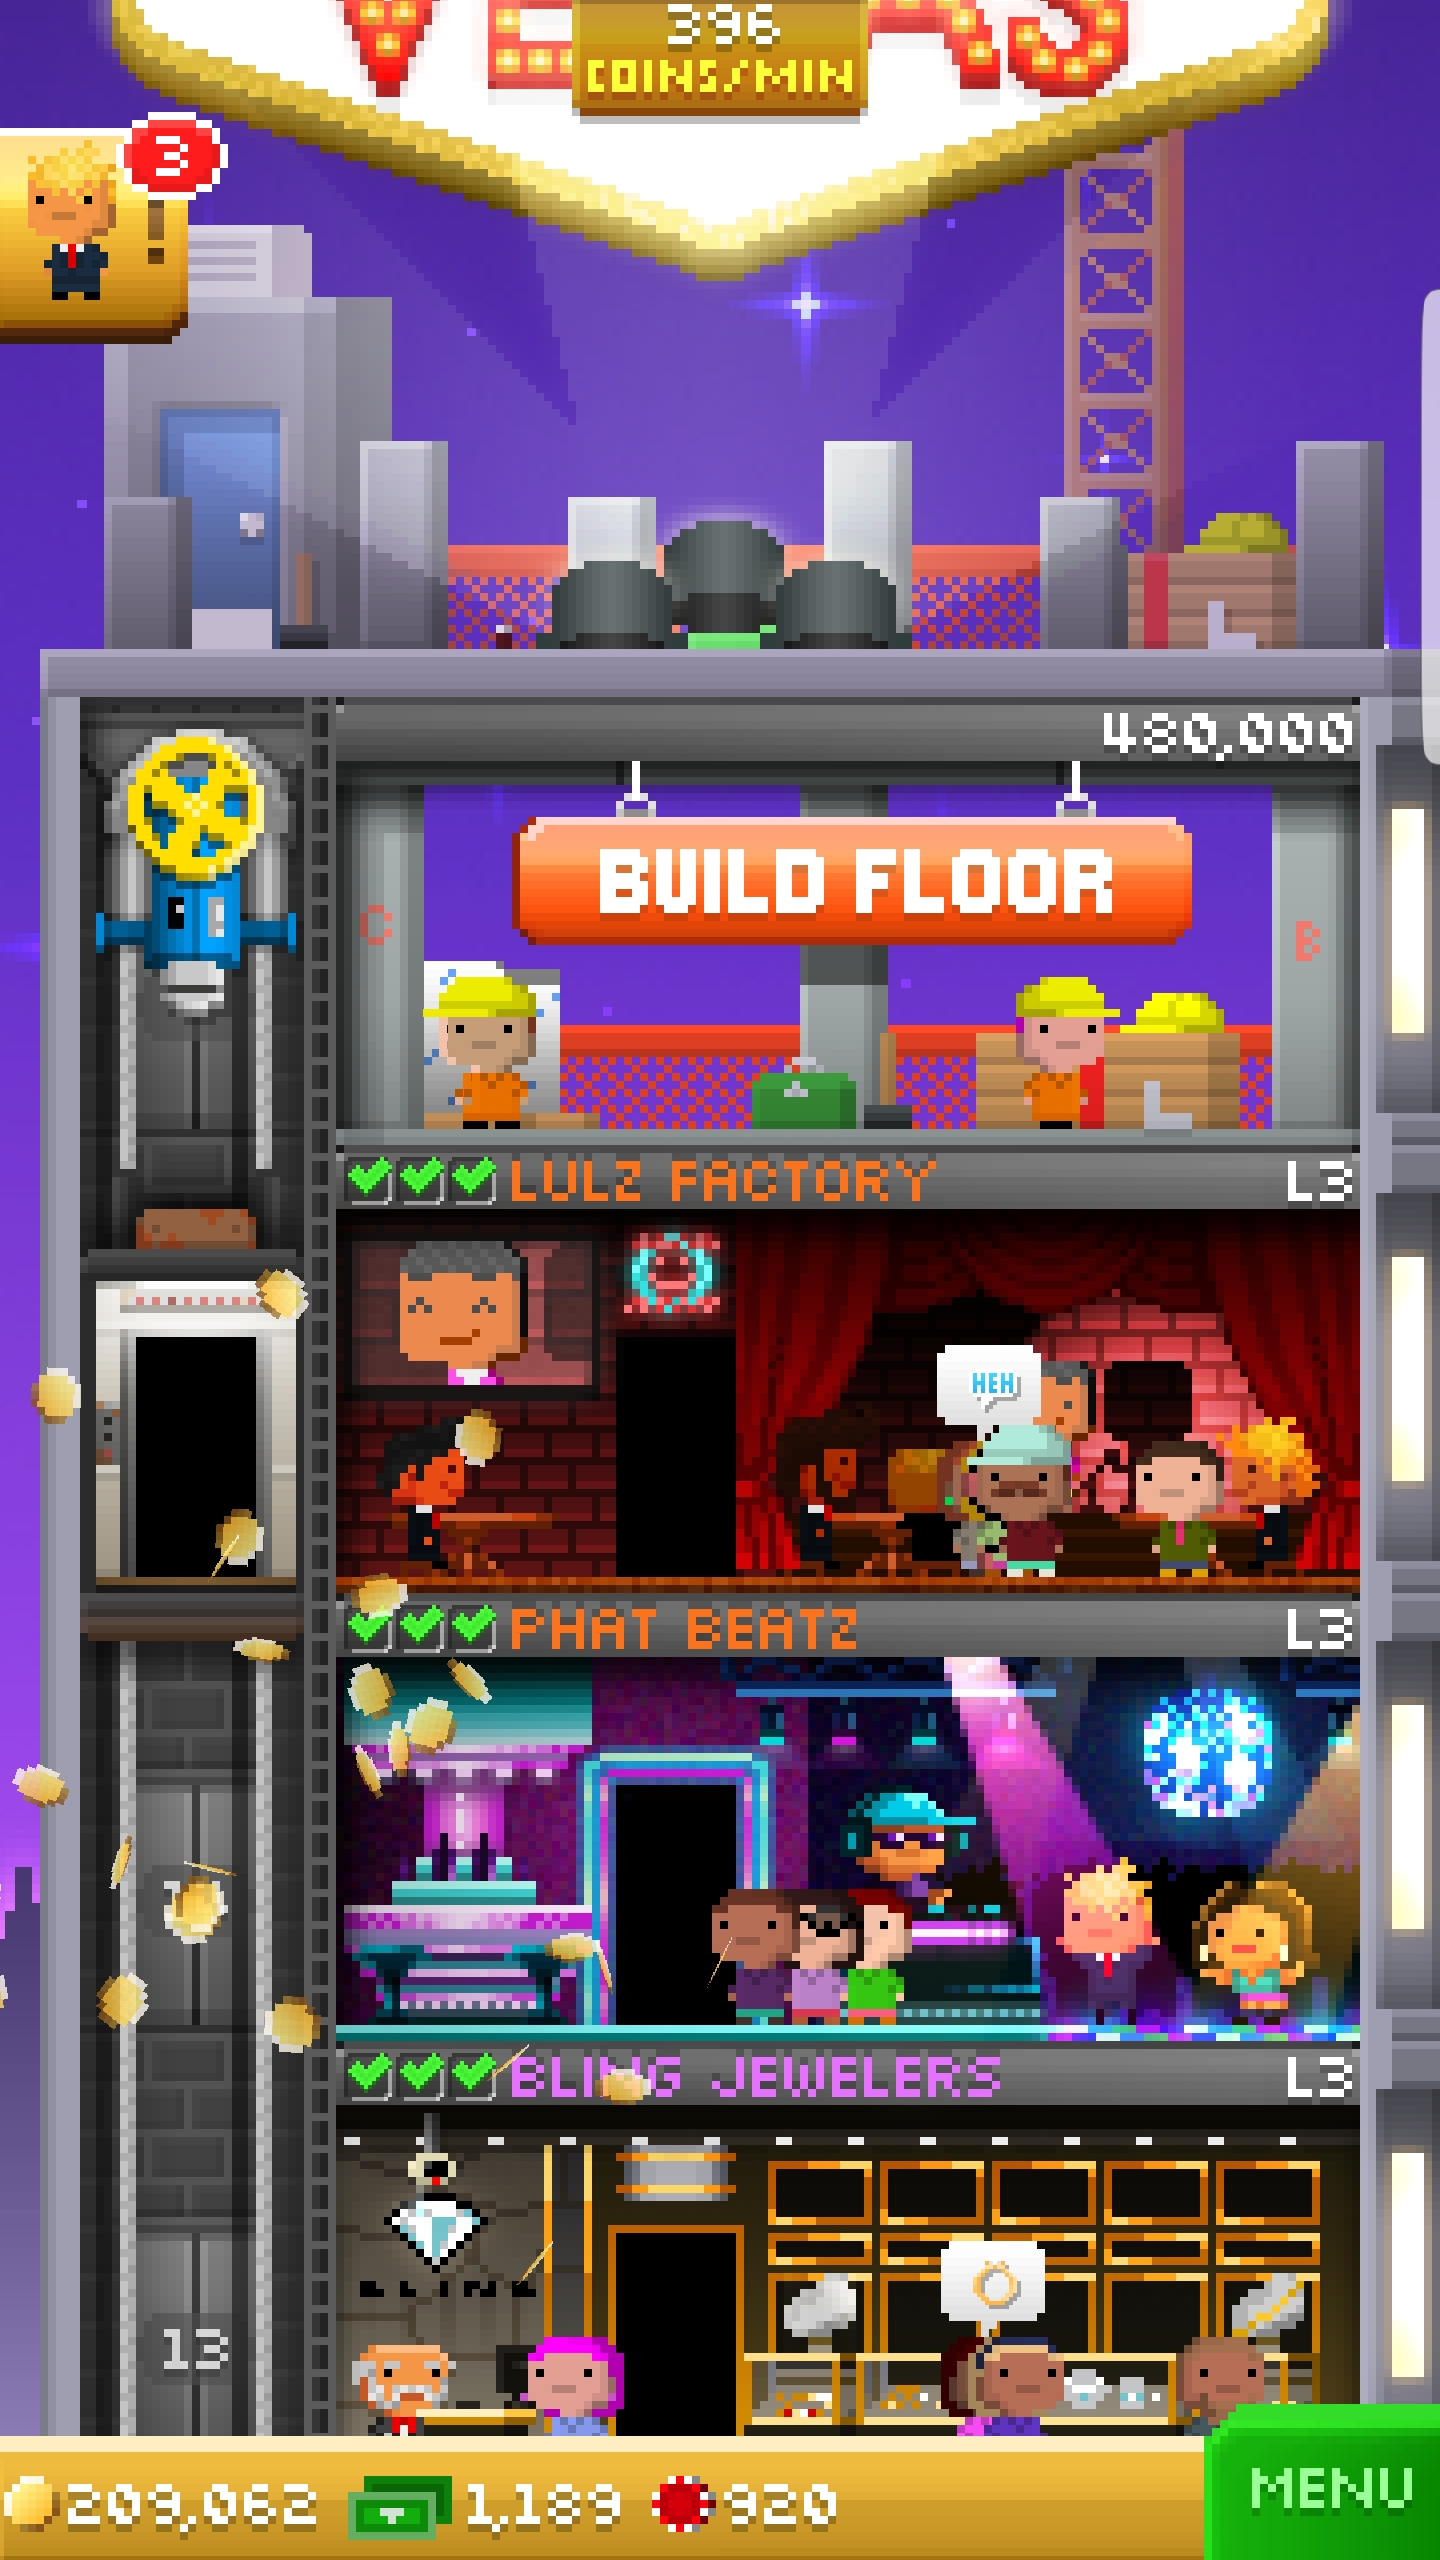 396
COINS/MIN
3
!
480,000
BUILD FLOOR
C
B
LULZ FACTORY L3
HEH
PHAT BEATZ L3
BLING JEWELERS L3
BLING
13
209,062 1,189 920
MENU